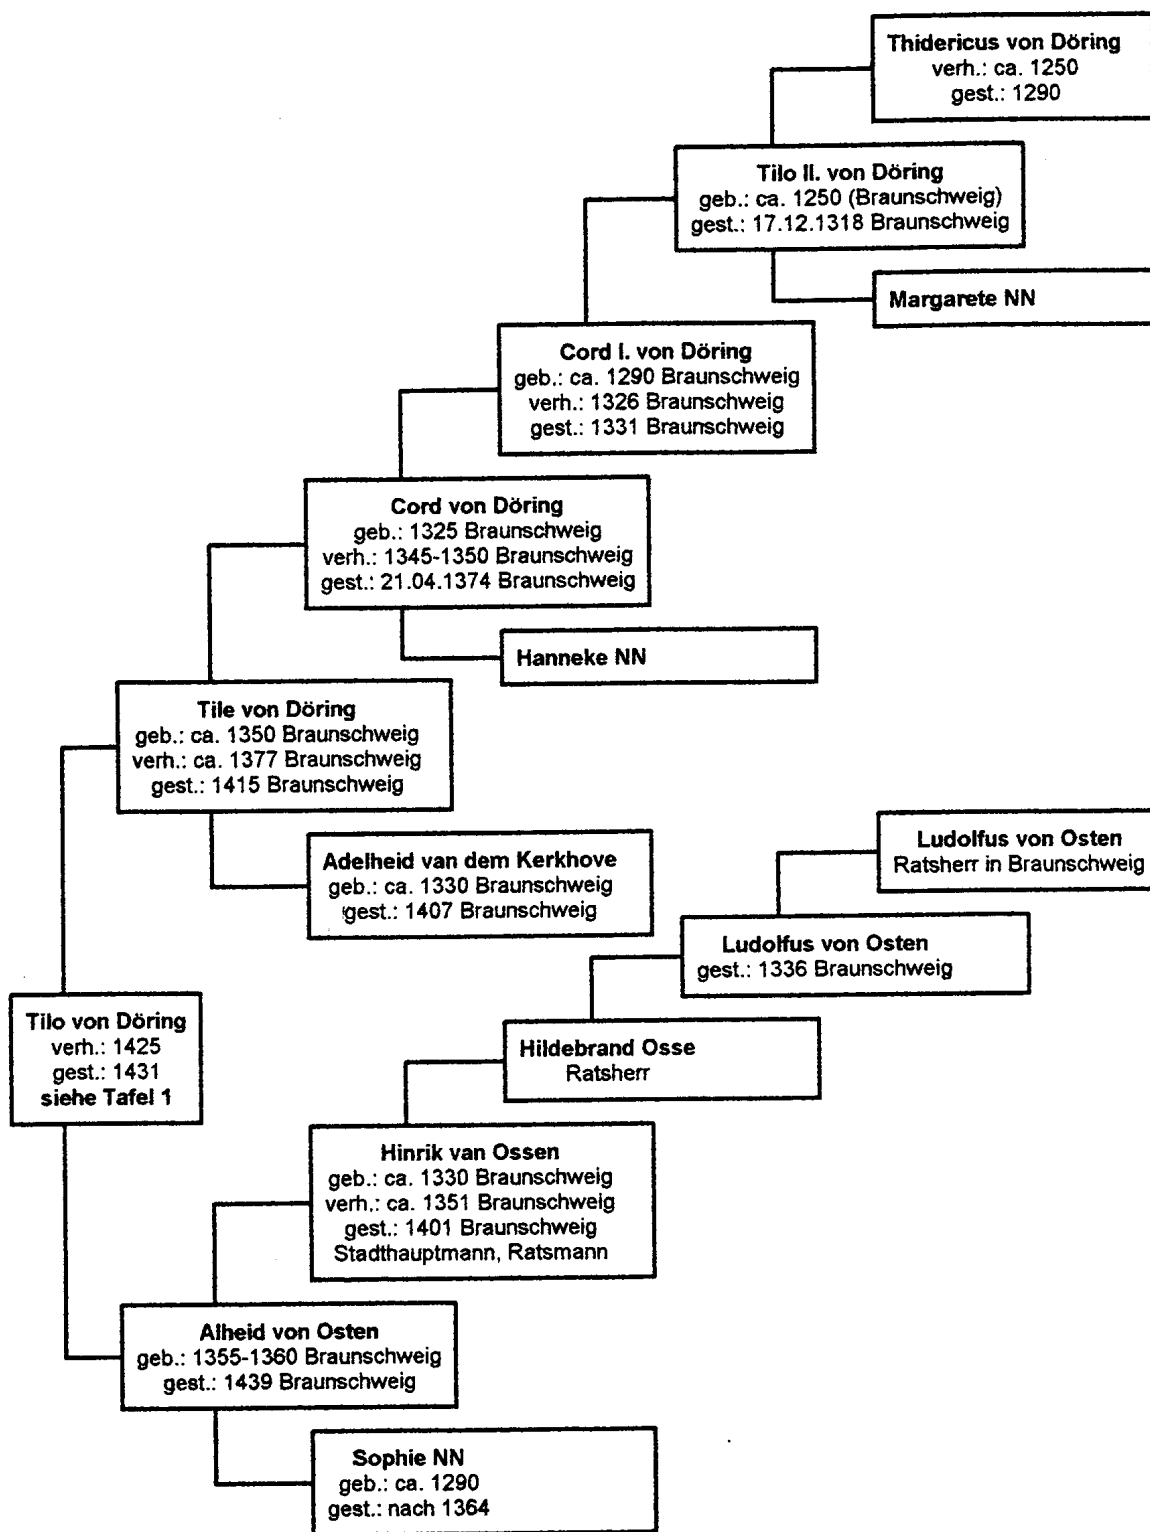 Thidericus von Döring
verh.: ca. 1250
gest.: 1290
Tilo II. von Döring
geb.: ca. 1250 (Braunschweig)
gest.: 17.12.1318 Braunschweig
Margarete NN
Cord I. von Döring
geb.: ca. 1290 Braunschweig
verh.: 1326 Braunschweig
gest.: 1331 Braunschweig
Cord von Döring
geb.: 1325 Braunschweig
verh.: 1345-1350 Braunschweig
gest.: 21.04.1374 Braunschweig
Hanneke NN
Tile von Döring
geb.: ca. 1350 Braunschweig
verh.: ca. 1377 Braunschweig
gest.: 1415 Braunschweig
Adelheid van dem Kerkhove
geb.: ca. 1330 Braunschweig
gest.: 1407 Braunschweig
Ludolfus von Osten
Ratsherr in Braunschweig
Ludolfus von Osten
gest.: 1336 Braunschweig
Tilo von Döring
verh.: 1425
gest.: 1431
siehe Tafel 1
Hildebrand Osse
Ratsherr
Hinrik van Ossen
geb.: ca. 1330 Braunschweig
verh.: ca. 1351 Braunschweig
gest.: 1401 Braunschweig
Stadthauptmann, Ratsmann
Alheid von Osten
geb.: 1355-1360 Braunschweig
gest.: 1439 Braunschweig
Sophie NN
geb.: ca. 1290
gest.: nach 1364